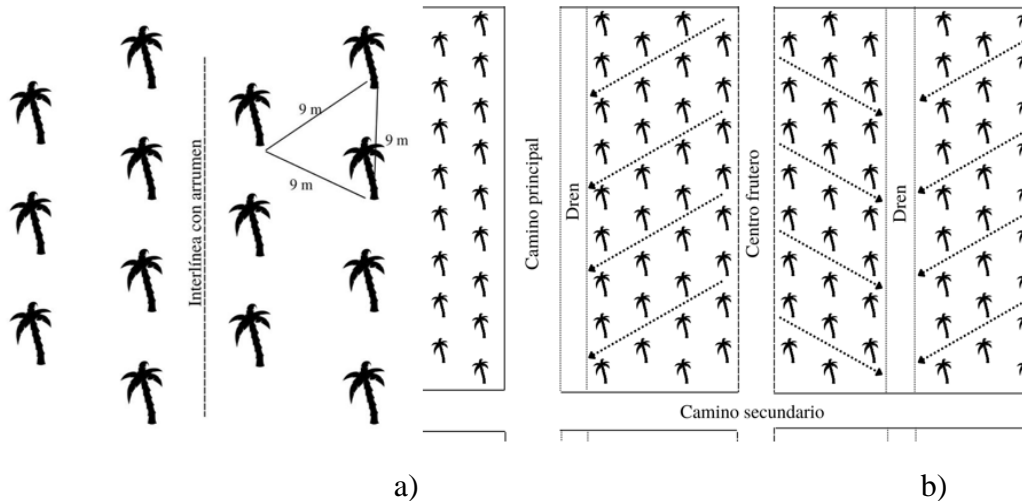 Interlínea con arrumen
9 m
9 m
9 m
Camino principal
Dren
Centro frutero
Dren
Camino secundario
a)
b)